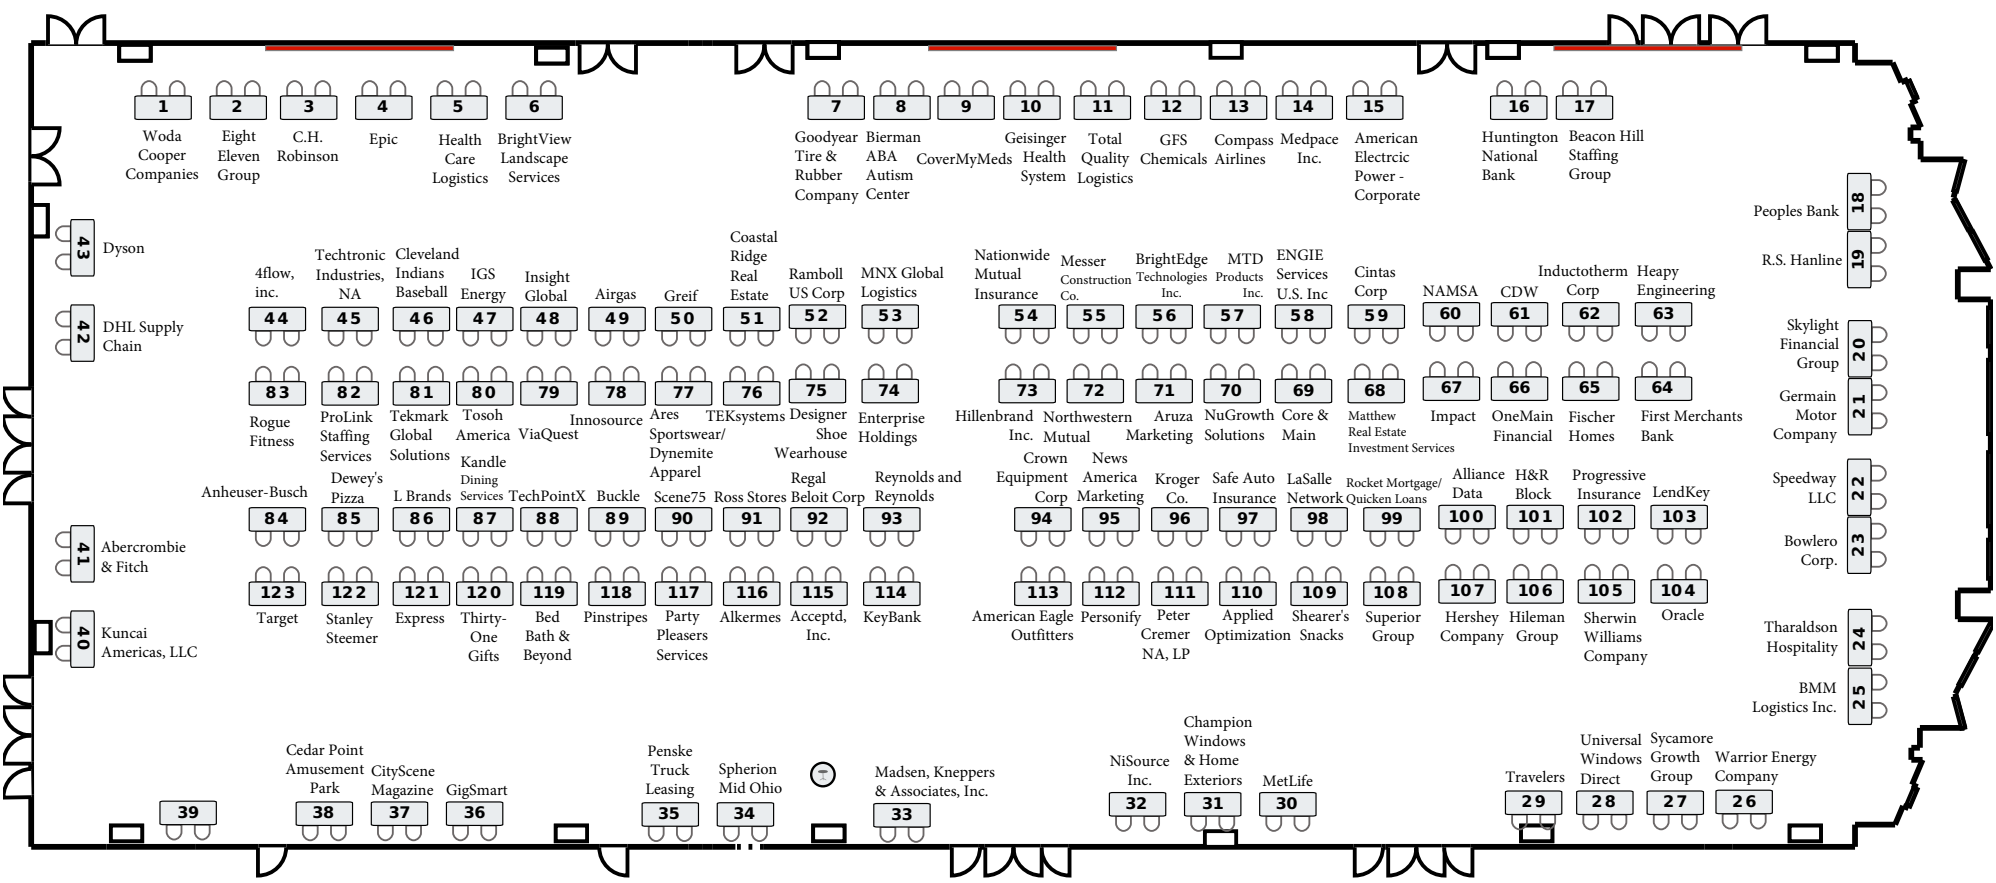 1
Woda
Cooper
Companies
2
Eight
Eleven
Group
3
C.H.
Robinson
4
Epic
5
Health
Care
Logistics
6
BrightView
Landscape
Services
7
Goodyear
Tire &
Rubber
Company
8
Bierman
ABA
Autism
Center
9
CoverMyMeds
10
Geisinger
Health
System
11
Total
Quality
Logistics
12
GFS
Chemicals
13
Compass
Airlines
14
Medpace
Inc.
15
American
Electrcic
Power -
Corporate
16
Huntington
National
Bank
17
Beacon Hill
Staffing
Group
18
Peoples Bank
19
R.S. Hanline
20
Skylight
Financial
Group
21
Germain
Motor
Company
22
Speedway
LLC
23
Bowlero
Corp.
24
Tharaldson
Hospitality
25
BMM
Logistics Inc.
43
Dyson
42
DHL Supply
Chain
41
Abercrombie
& Fitch
40
Kuncai
Americas, LLC
4flow,
inc.
44
Techtronic
Industries,
NA
45
Cleveland
Indians
Baseball
46
IGS
Energy
47
Insight
Global
48
Airgas
49
Greif
50
Coastal
Ridge
Real
Estate
51
Ramboll
US Corp
52
MNX Global
Logistics
53
Nationwide
Mutual
Insurance
54
Messer
Construction
Co.
55
BrightEdge
Technologies
Inc.
56
MTD
Products
Inc.
57
ENGIE
Services
U.S. Inc
58
Cintas
Corp
59
NAMSA
60
CDW
61
Inductotherm
Corp
62
Heapy
Engineering
63
83
Rogue
Fitness
82
ProLink
Staffing
Services
81
Tekmark
Global
Solutions
80
Tosoh
America
79
ViaQuest
78
Innosource
77
Ares
Sportswear/
Dynemite
Apparel
76
TEKsystems
75
Designer
Shoe
Wearhouse
74
Enterprise
Holdings
73
Hillenbrand
Inc.
72
Northwestern
Mutual
71
Aruza
Marketing
70
NuGrowth
Solutions
69
Core &
Main
68
Matthew
Real Estate
Investment Services
67
Impact
66
OneMain
Financial
65
Fischer
Homes
64
First Merchants
Bank
Anheuser-Busch
84
Dewey's
Pizza
85
L Brands
86
Kandle
Dining
Services
87
TechPointX
88
Buckle
89
Scene75
90
Ross Stores
91
Regal
Beloit Corp
92
Reynolds and
Reynolds
93
Crown
Equipment
Corp
94
News
America
Marketing
95
Kroger
Co.
96
Safe Auto
Insurance
97
LaSalle
Network
98
Rocket Mortgage/
Quicken Loans
99
Alliance
Data
100
H&R
Block
101
Progressive
Insurance
102
LendKey
103
123
Target
122
Stanley
Steemer
121
Express
120
Thirty-
One
Gifts
119
Bed
Bath &
Beyond
118
Pinstripes
117
Party
Pleasers
Services
116
Alkermes
115
Acceptd,
Inc.
114
KeyBank
113
American Eagle
Outfitters
112
Personify
111
Peter
Cremer
NA, LP
110
Applied
Optimization
109
Shearer's
Snacks
108
Superior
Group
107
Hershey
Company
106
Hileman
Group
105
Sherwin
Williams
Company
104
Oracle
39
Cedar Point
Amusement
Park
38
CityScene
Magazine
37
GigSmart
36
Penske
Truck
Leasing
35
Spherion
Mid Ohio
34
Madsen, Kneppers
& Associates, Inc.
33
NiSource
Inc.
32
Champion
Windows
& Home
Exteriors
31
MetLife
30
Travelers
29
Universal
Windows
Direct
28
Sycamore
Growth
Group
27
Warrior Energy
Company
26